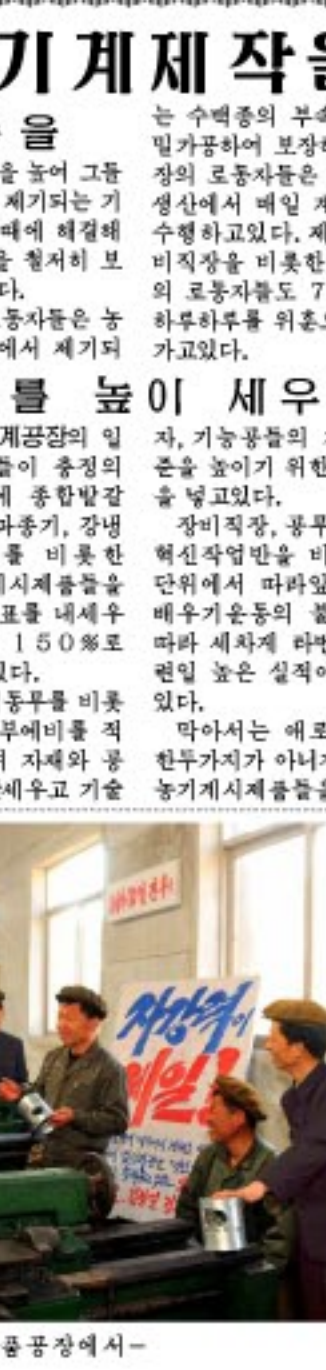 기계제작을
을
을 높여 그들
제기되는 기
때에 해결해
을 철저히 보
다.
동자들은 농
에서 제기되
는 수백종의 부속
밀가공하여 보장하
장의 로동자들은
생산에서 매일
수행하고있다. 제
비직장을 비롯한
의 로동자들도 7
하루하루를 위훈으
가고있다.
를 높이 세우
계공장의 일
들이 충정의
에 종합밭갈
파종기, 강냉
를 비롯한
기시제품들을
표를 내세우
150%로
있다.
동무를 비롯
부에비를 적
자재와 공
세우고 기술
자, 기능공들의
준을 높이기 위한
을 넣고있다.
장비직장, 공무
혁신작업반을 비
단위에서 따라앞
배우기운동의 불
따라 세차게 타번
련일 높은 실적이
있다.
막아서는 애로
한두가지가 아니지
농기계시제품들을
자강력이
제일!
품공장에서-